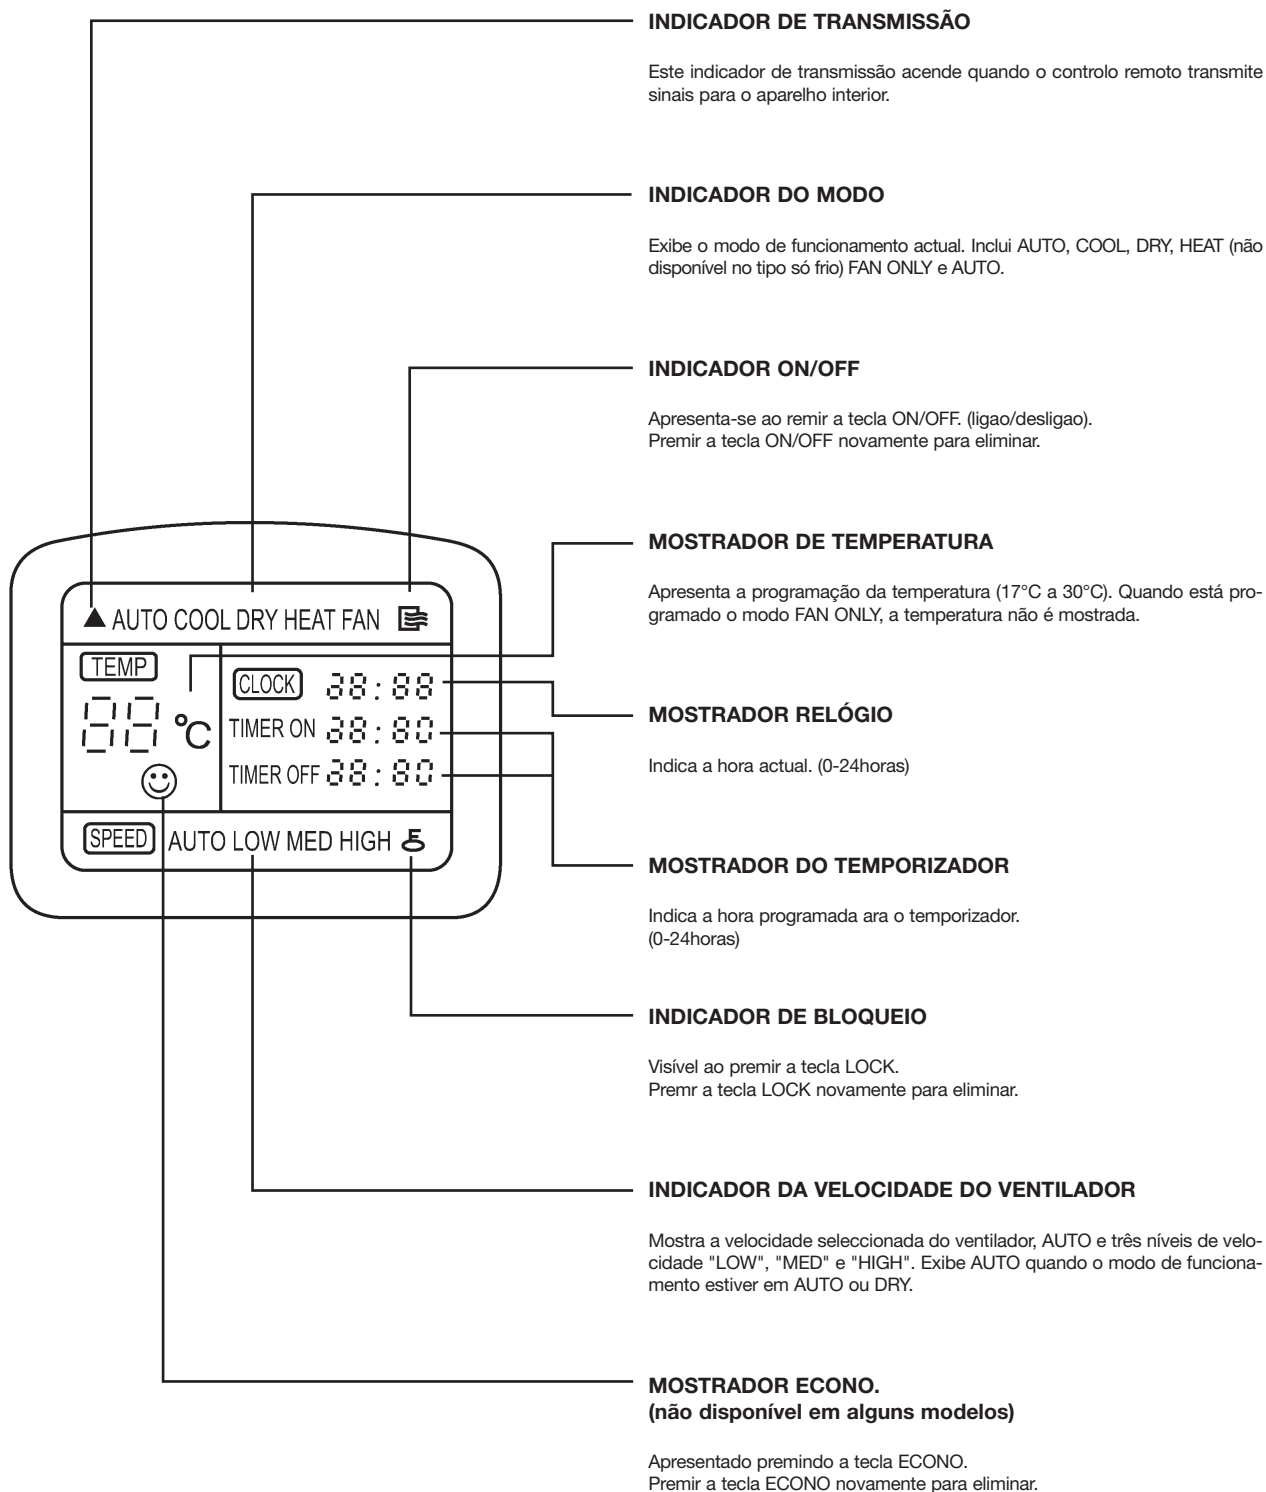 INDICADOR DE TRANSMISSÃO
Este indicador de transmissão acende quando o controlo remoto transmite
sinais para o aparelho interior.
INDICADOR DO MODO
Exibe o modo de funcionamento actual. Inclui AUTO, COOL, DRY, HEAT (não
disponível no tipo só frio) FAN ONLY e AUTO.
INDICADOR ON/OFF
Apresenta-se ao remir a tecla ON/OFF. (ligao/desligao).
Premir a tecla ON/OFF novamente para eliminar.
MOSTRADOR DE TEMPERATURA
Apresenta a programação da temperatura (17°C a 30°C). Quando está pro-
gramado o modo FAN ONLY, a temperatura não é mostrada.
MOSTRADOR RELÓGIO
Indica a hora actual. (0-24horas)
MOSTRADOR DO TEMPORIZADOR
Indica a hora programada ara o temporizador.
(0-24horas)
INDICADOR DE BLOQUEIO
Visível ao premir a tecla LOCK.
Premr a tecla LOCK novamente para eliminar.
INDICADOR DA VELOCIDADE DO VENTILADOR
Mostra a velocidade seleccionada do ventilador, AUTO e três níveis de velo-
cidade "LOW", "MED" e "HIGH". Exibe AUTO quando o modo de funciona-
mento estiver em AUTO ou DRY.
MOSTRADOR ECONO.
(não disponível em alguns modelos)
Apresentado premindo a tecla ECONO.
Premir a tecla ECONO novamente para eliminar.
AUTO COOL DRY HEAT FAN
TEMP
88 °C
CLOCK 28:88
TIMER ON 28:80
TIMER OFF 28:80
SPEED AUTO LOW MED HIGH